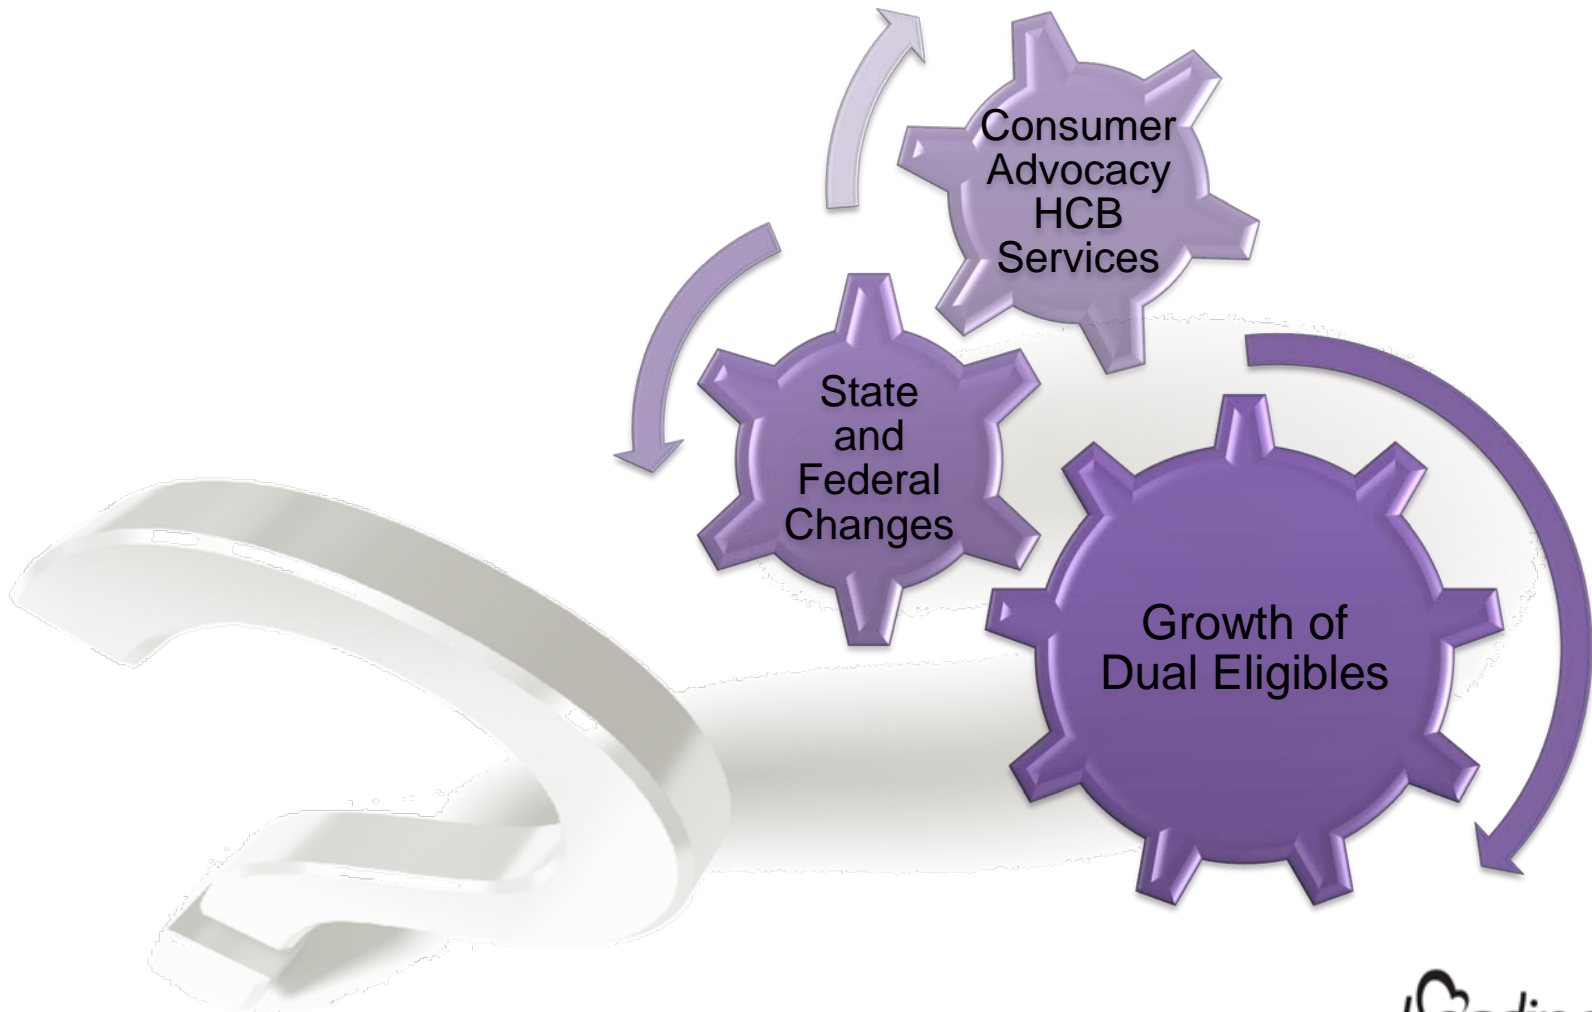 Consumer
Advocacy
HCB
Services
State
and
Federal
Changes
Growth of
Dual Eligibles